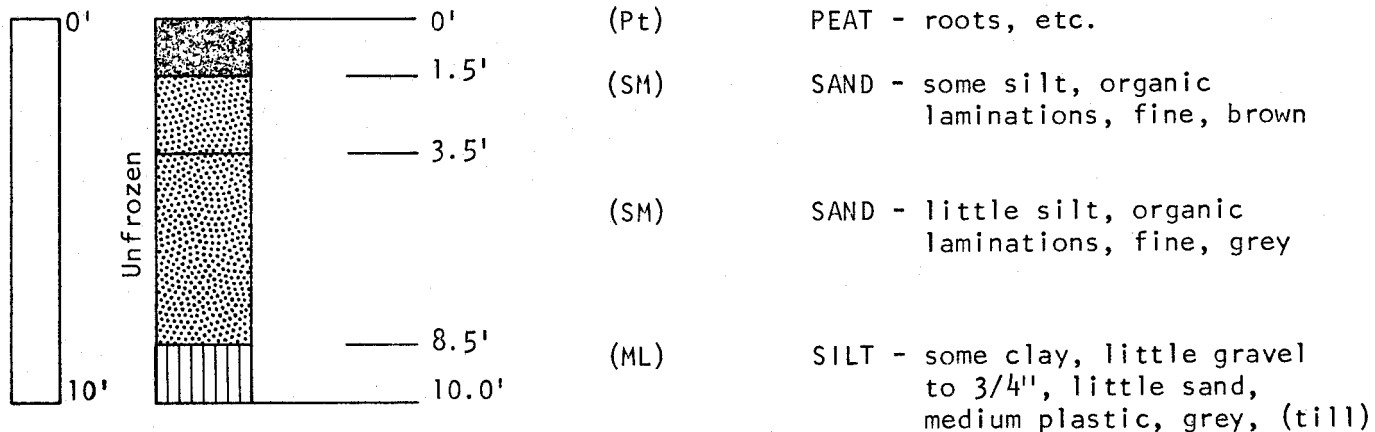 0' 0' (Pt) PEAT - roots, etc.
1.5' (SM) SAND - some silt, organic
laminations, fine, brown
3.5'
Unfrozen
(SM) SAND - little silt, organic
laminations, fine, grey
8.5' (ML) SILT - some clay, little gravel
10' 10.0' to 3/4", little sand,
medium plastic, grey, (till)